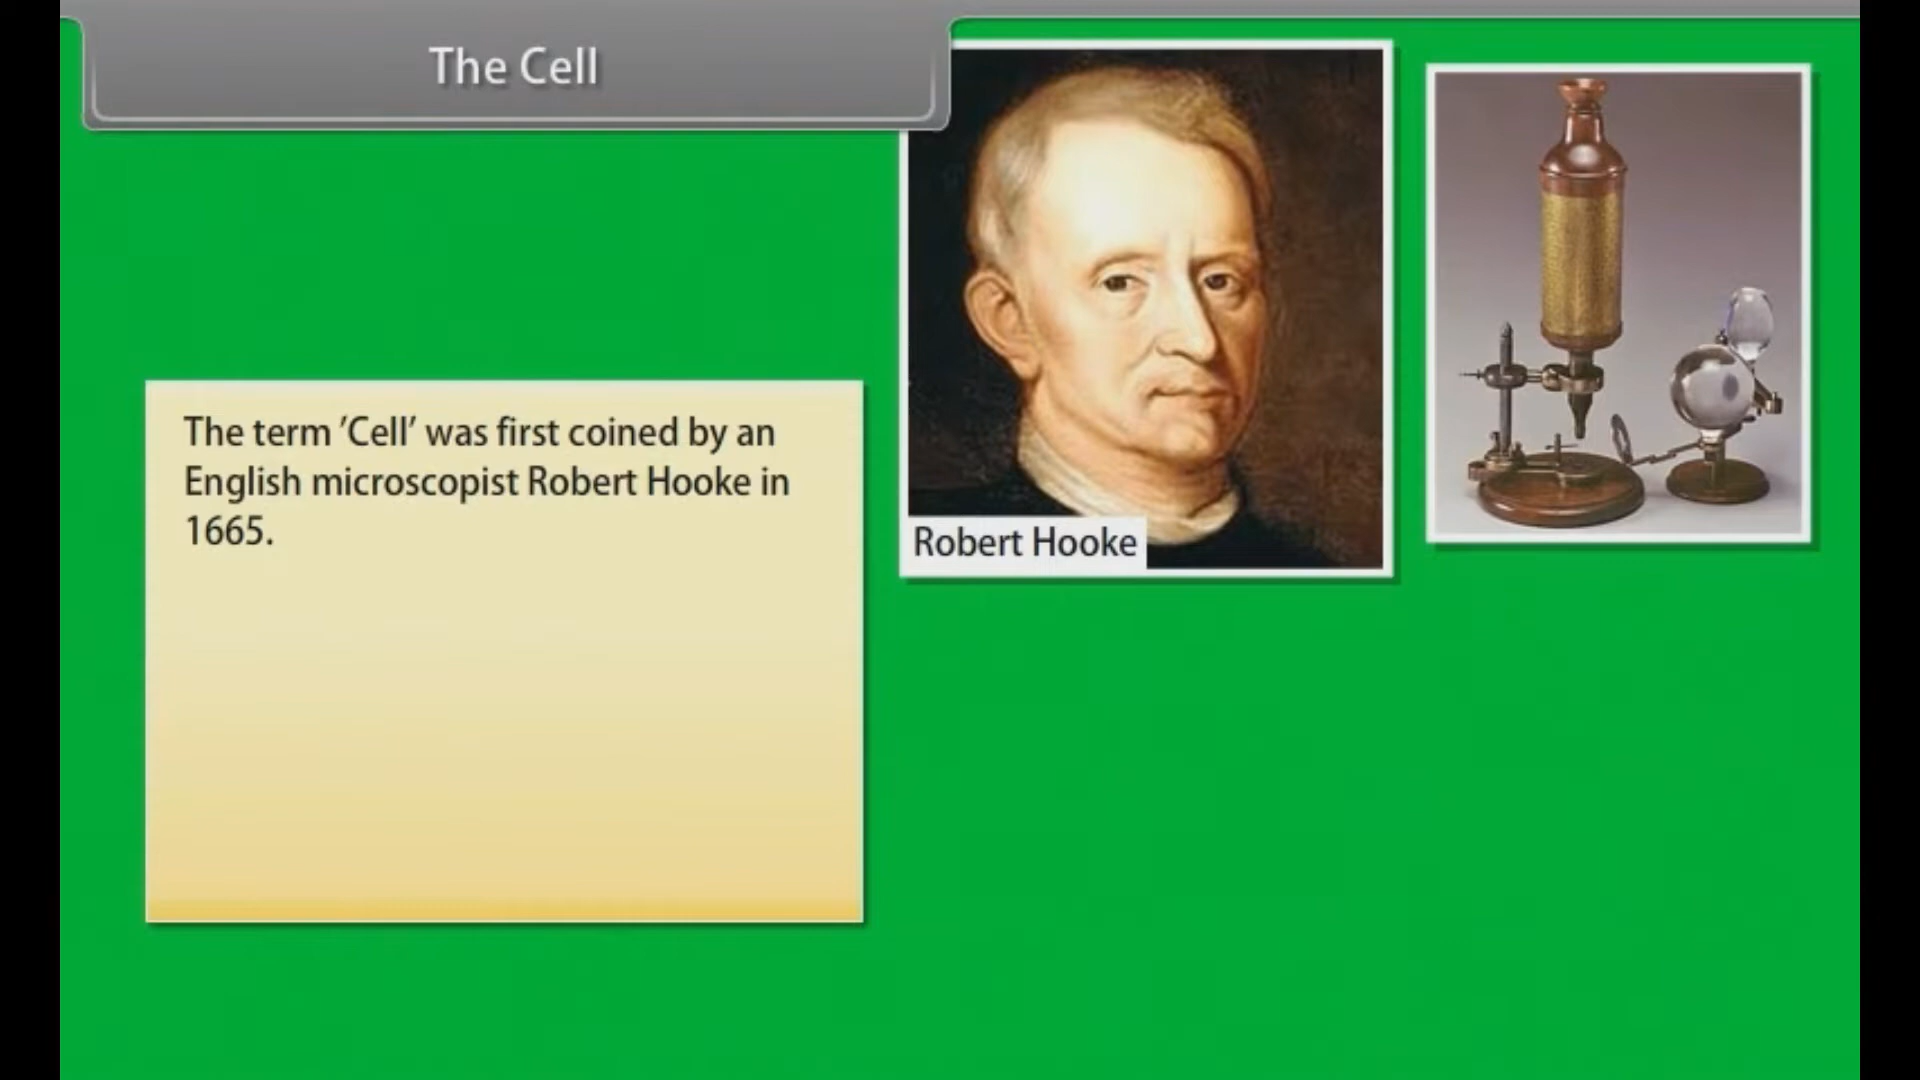 The Cell
The term 'Cell' was first coined by an
English microscopist Robert Hooke in
1665.
Robert Hooke